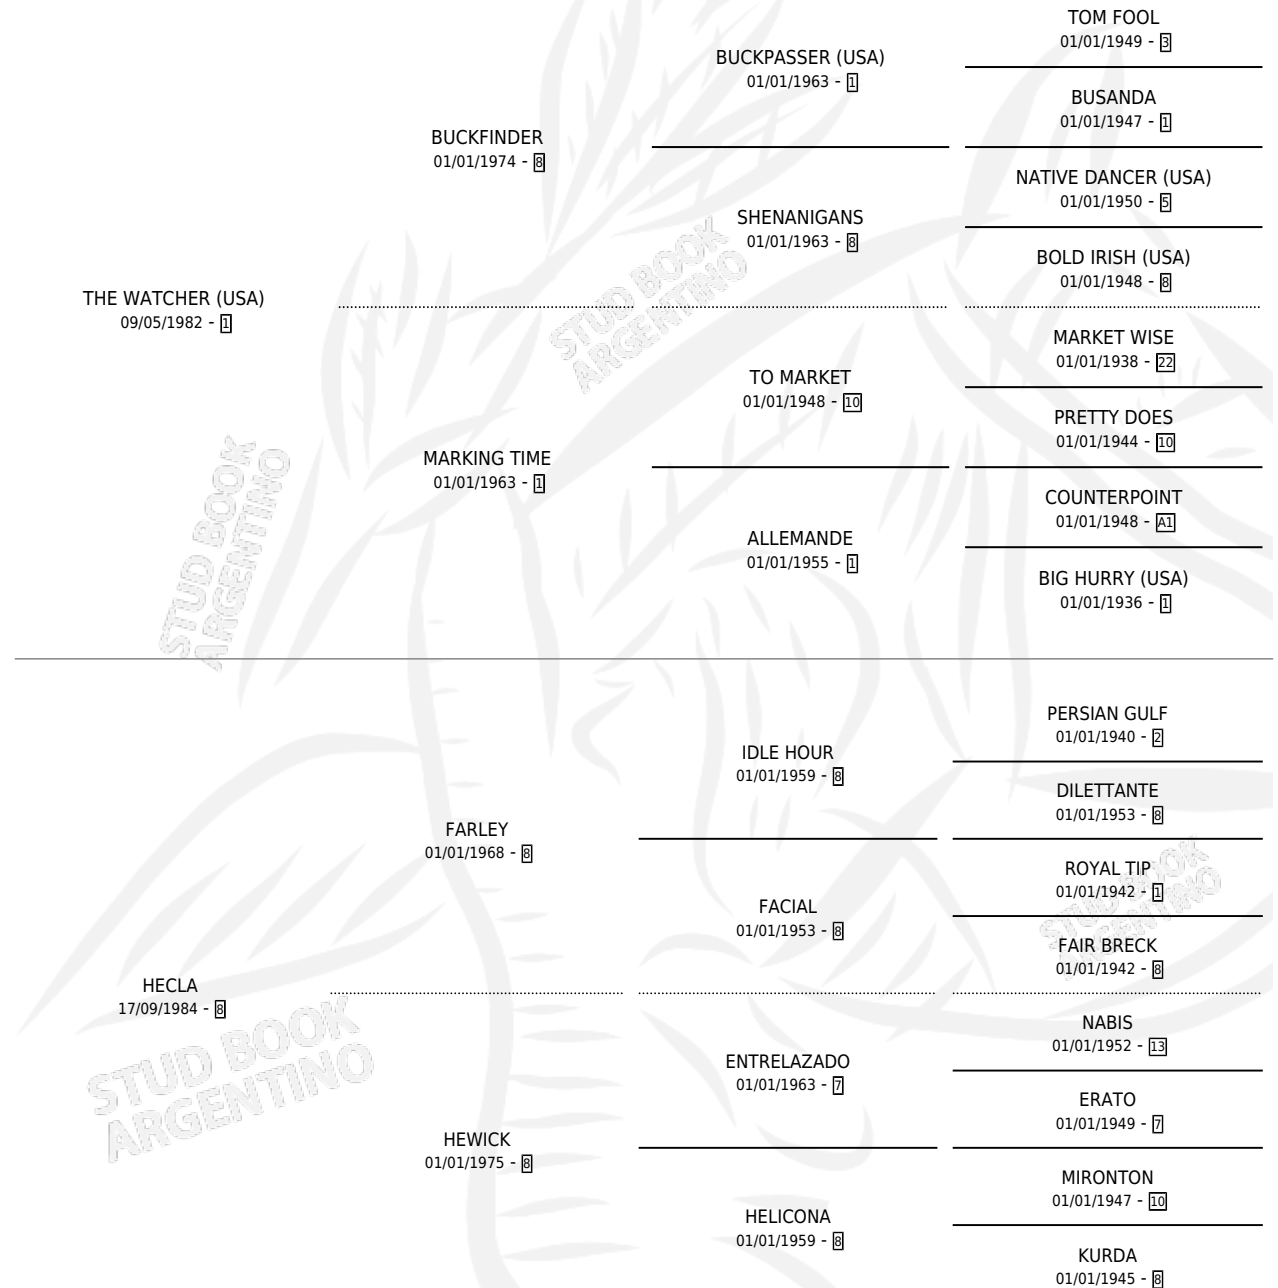 TOM FOOL
01/01/1949 - 3
BUCKPASSER (USA)
01/01/1963 - 1
BUSANDA
01/01/1947 - 1
BUCKFINDER
01/01/1974 - 8
NATIVE DANCER (USA)
01/01/1950 - 5
SHENANIGANS
01/01/1963 - 8
BOLD IRISH (USA)
01/01/1948 - 8
THE WATCHER (USA)
09/05/1982 - 1
STUD BOOK
ARGENTINO
MARKET WISE
01/01/1938 - 22
TO MARKET
01/01/1948 - 10
PRETTY DOES
01/01/1944 - 10
MARKING TIME
01/01/1963 - 1
COUNTERPOINT
01/01/1948 - A1
ALLEMANDE
01/01/1955 - 1
BIG HURRY (USA)
01/01/1936 - 1
STUD BOOK
ARGENTINO
PERSIAN GULF
01/01/1940 - 2
IDLE HOUR
01/01/1959 - 8
DILETTANTE
01/01/1953 - 8
FARLEY
01/01/1968 - 8
ROYAL TIP
01/01/1942 - 1
FACIAL
01/01/1953 - 8
STUD BOOK
ARGENTINO
FAIR BRECK
01/01/1942 - 8
HECLA
17/09/1984 - 8
STUD BOOK
ARGENTINO
NABIS
01/01/1952 - 13
ENTRELAZADO
01/01/1963 - 7
ERATO
01/01/1949 - 7
HEWICK
01/01/1975 - 8
MIRONTON
01/01/1947 - 10
HELICONA
01/01/1959 - 8
KURDA
01/01/1945 - 8